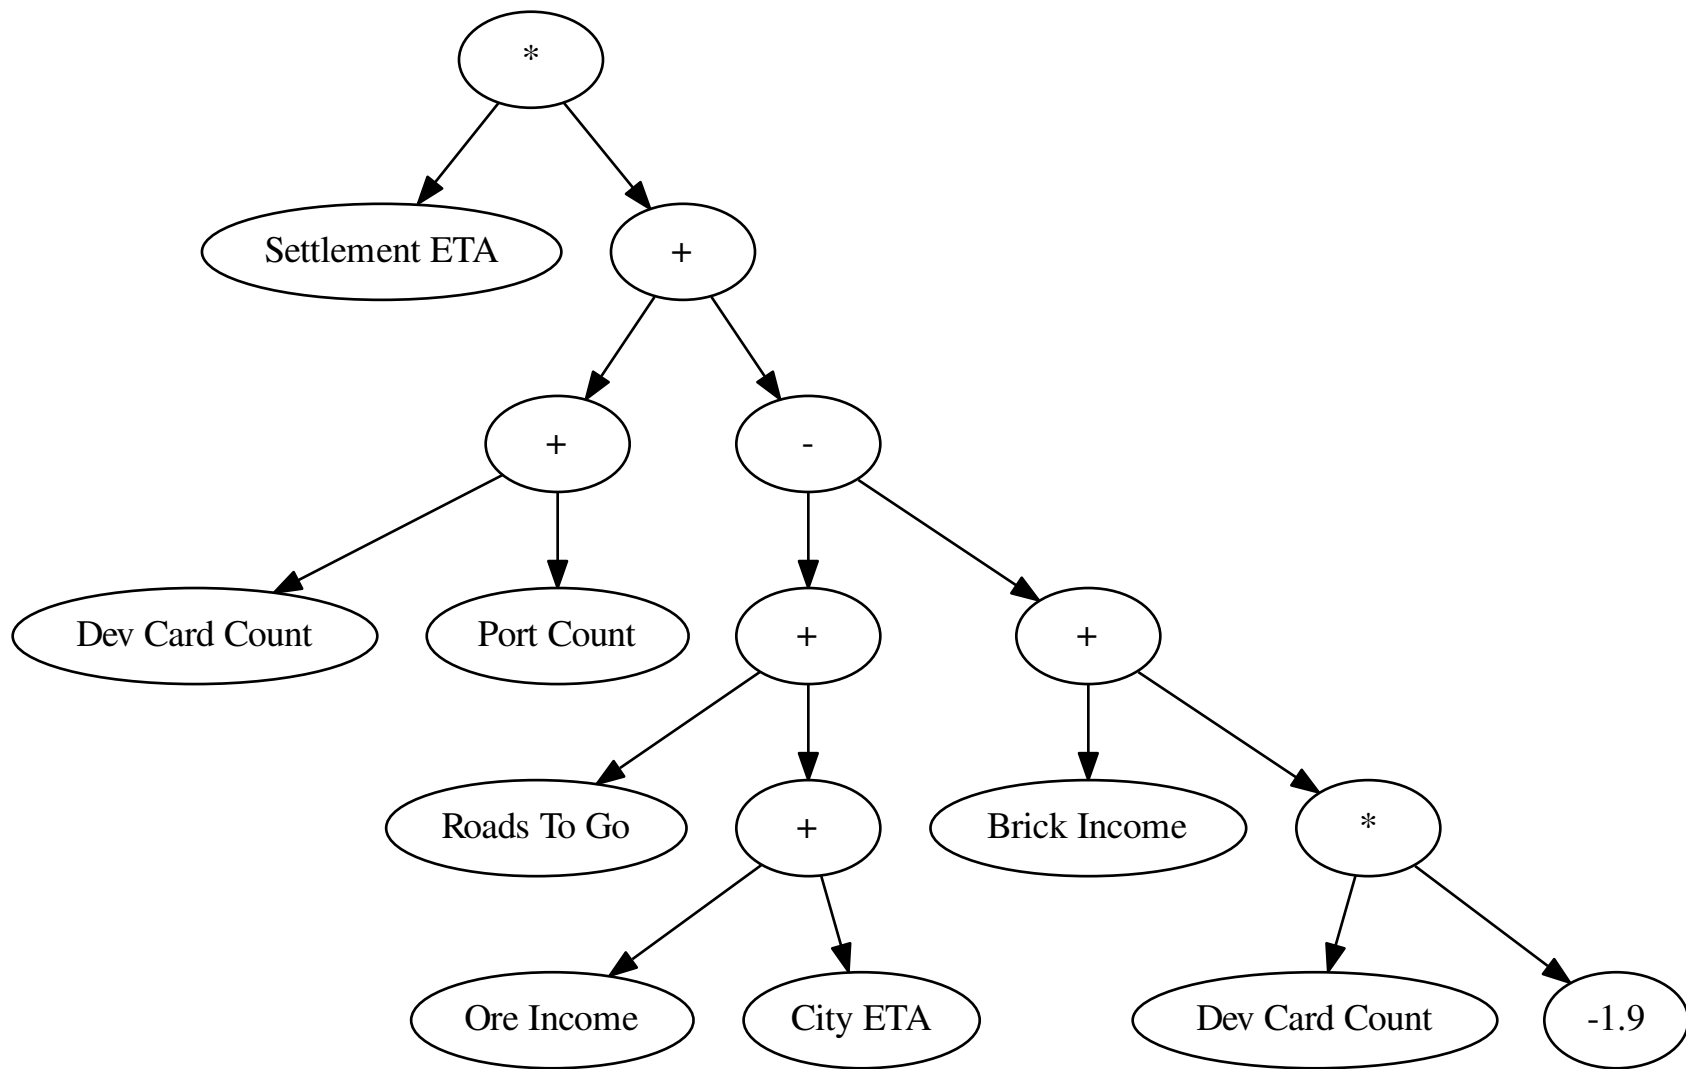 *
Settlement ETA
+
+
-
Dev Card Count
Port Count
+
+
Roads To Go
+
Brick Income
*
Ore Income
City ETA
Dev Card Count
-1.9